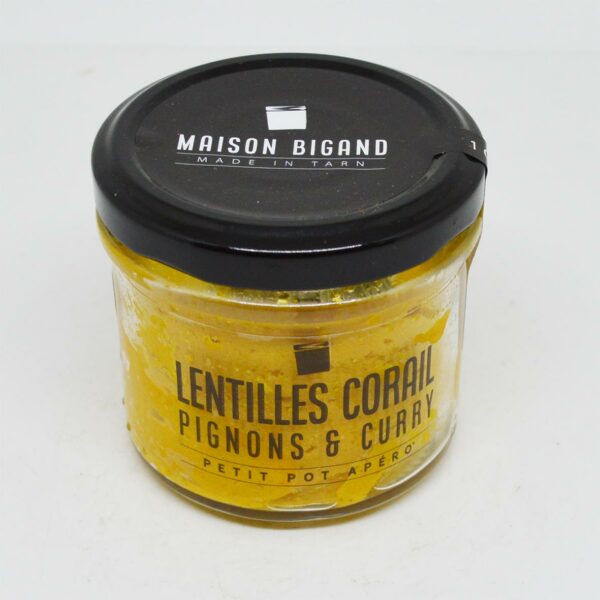 MAISON BIGAND
MADE IN TARN
LENTILLES CORAIL
PIGNONS & CURRY
PETIT POT APÉRO'